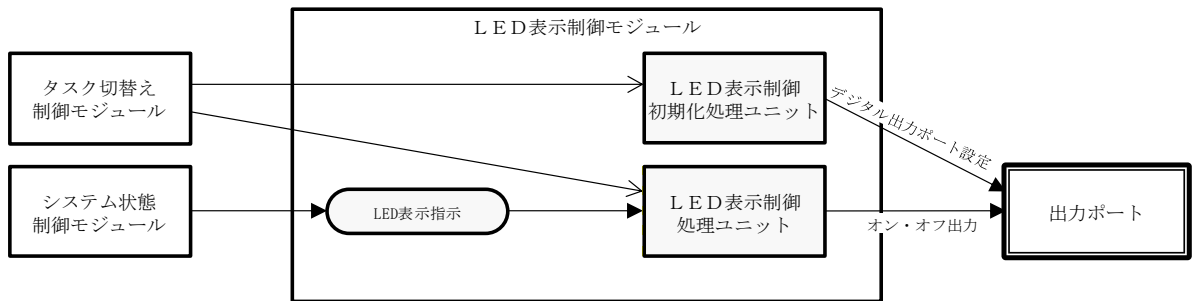 ＬＥＤ表示制御モジュール
タスク切替え
制御モジュール
ＬＥＤ表示制御
初期化処理ユニット
デジタル出力ポート設定
システム状態
制御モジュール
LED表示指示
ＬＥＤ表示制御
処理ユニット
オン・オフ出力
出力ポート